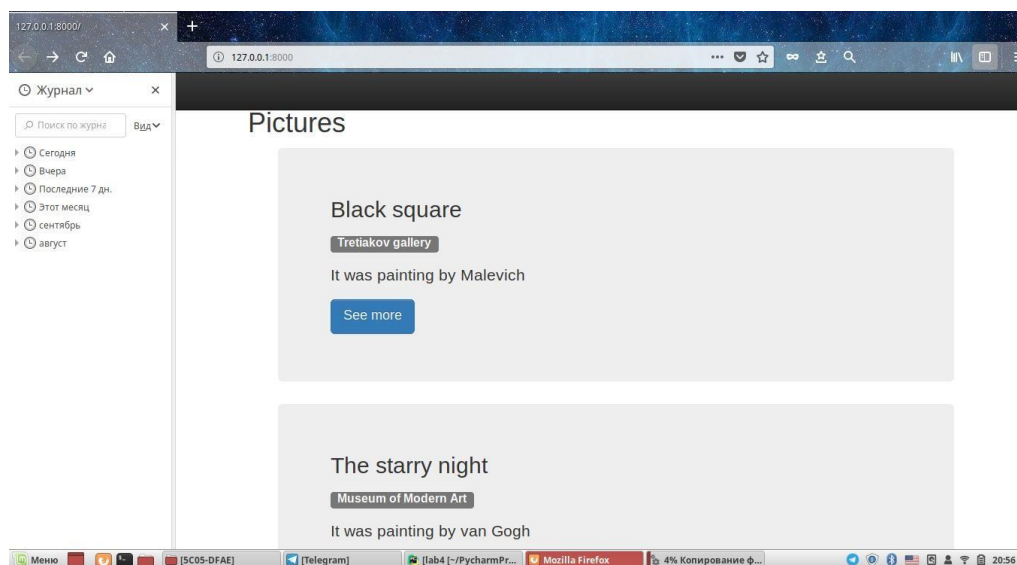 127.0.0.1:8000/
127.0.0.1:8000
Журнал
Поиск по журна
Вид
Сегодня
Вчера
Последние 7 дн.
Этот месяц
сентябрь
август
Pictures
Black square
Tretiakov gallery
It was painting by Malevich
See more
The starry night
Museum of Modern Art
It was painting by van Gogh
Меню
[5C05-DFAE]
[Telegram]
[lab4 [~/PycharmPr...
Mozilla Firefox
4% Копирование ф...
20:56